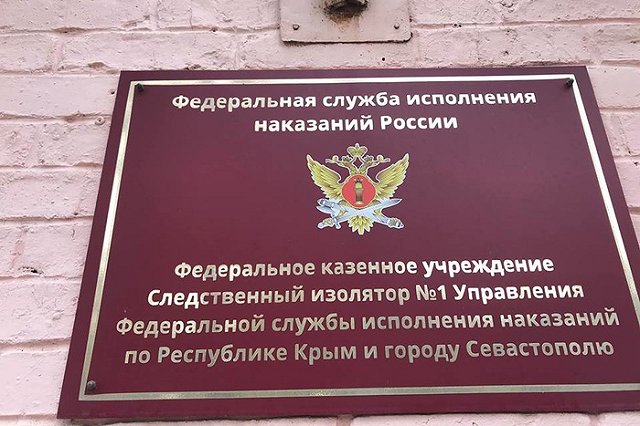 Федеральная служба исполнения
наказаний России
Федеральное казенное учреждение
Следственный изолятор №1 Управления
Федеральной службы исполнения наказаний
по Республике Крым и городу Севастополю